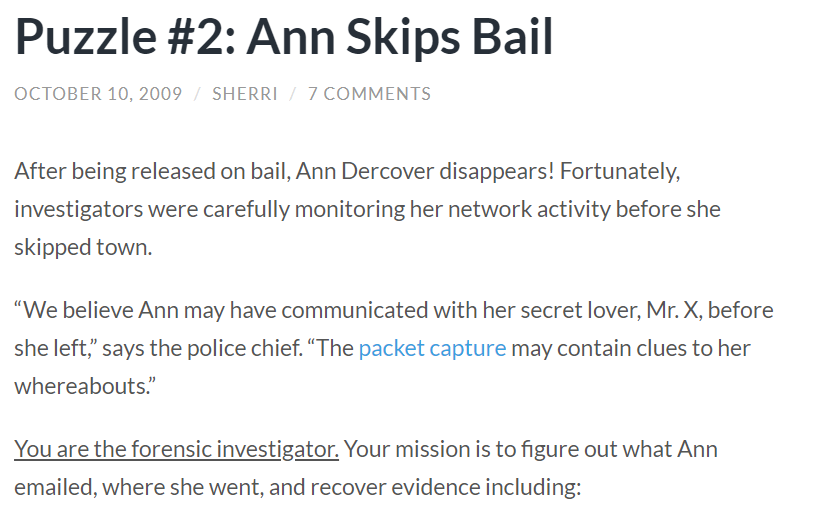 Puzzle #2: Ann Skips Bail
OCTOBER 10, 2009 / SHERRI / 7 COMMENTS
After being released on bail, Ann Dercover disappears! Fortunately,
investigators were carefully monitoring her network activity before she
skipped town.
“We believe Ann may have communicated with her secret lover, Mr. X, before
she left,” says the police chief. “The packet capture may contain clues to her
whereabouts.”
You are the forensic investigator. Your mission is to figure out what Ann
emailed, where she went, and recover evidence including: